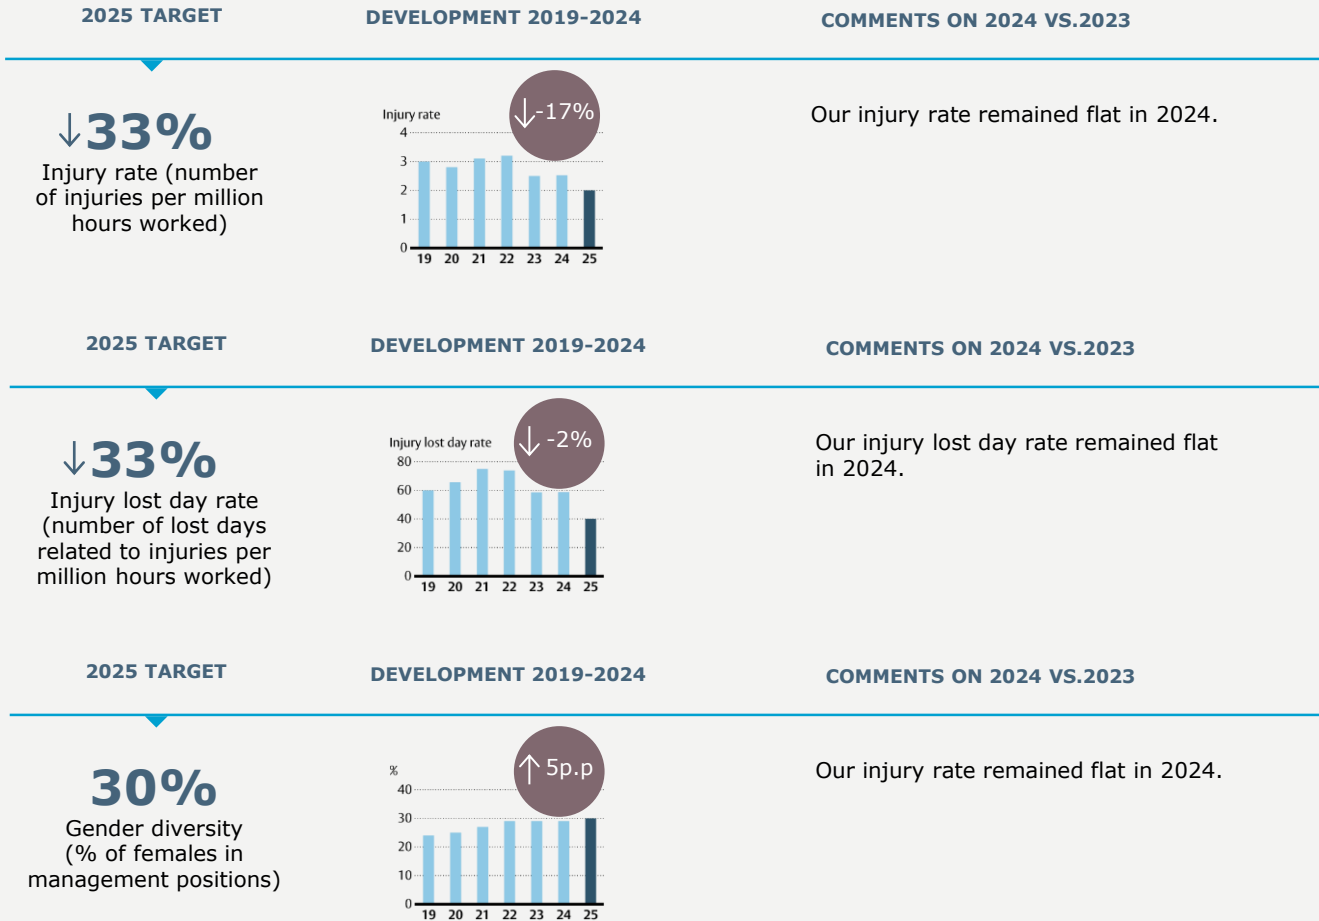 2025 TARGET
DEVELOPMENT 2019-2024
COMMENTS ON 2024 VS.2023
↓33%
Injury rate (number
of injuries per million
hours worked)
Injury rate
↓-17%
4
3
2
1
0
19 20 21 22 23 24 25
Our injury rate remained flat in 2024.
2025 TARGET
DEVELOPMENT 2019-2024
COMMENTS ON 2024 VS.2023
↓33%
Injury lost day rate
(number of lost days
related to injuries per
million hours worked)
Injury lost day rate
↓ -2%
80
60
40
20
0
19 20 21 22 23 24 25
Our injury lost day rate remained flat
in 2024.
2025 TARGET
DEVELOPMENT 2019-2024
COMMENTS ON 2024 VS.2023
30%
Gender diversity
(% of females in
management positions)
%
↑ 5p.p
40
30
20
10
0
19 20 21 22 23 24 25
Our injury rate remained flat in 2024.